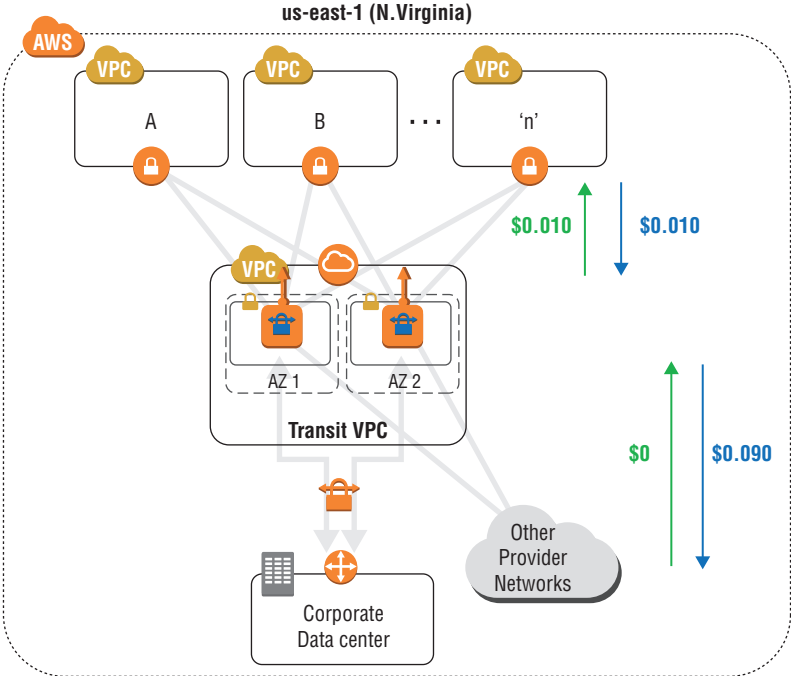 us-east-1 (N.Virginia)
AWS
VPC
VPC
VPC
A
B
...
‘n’
$0.010
$0.010
VPC
AZ 1
AZ 2
Transit VPC
$0
$0.090
Other
Provider
Networks
Corporate
Data center